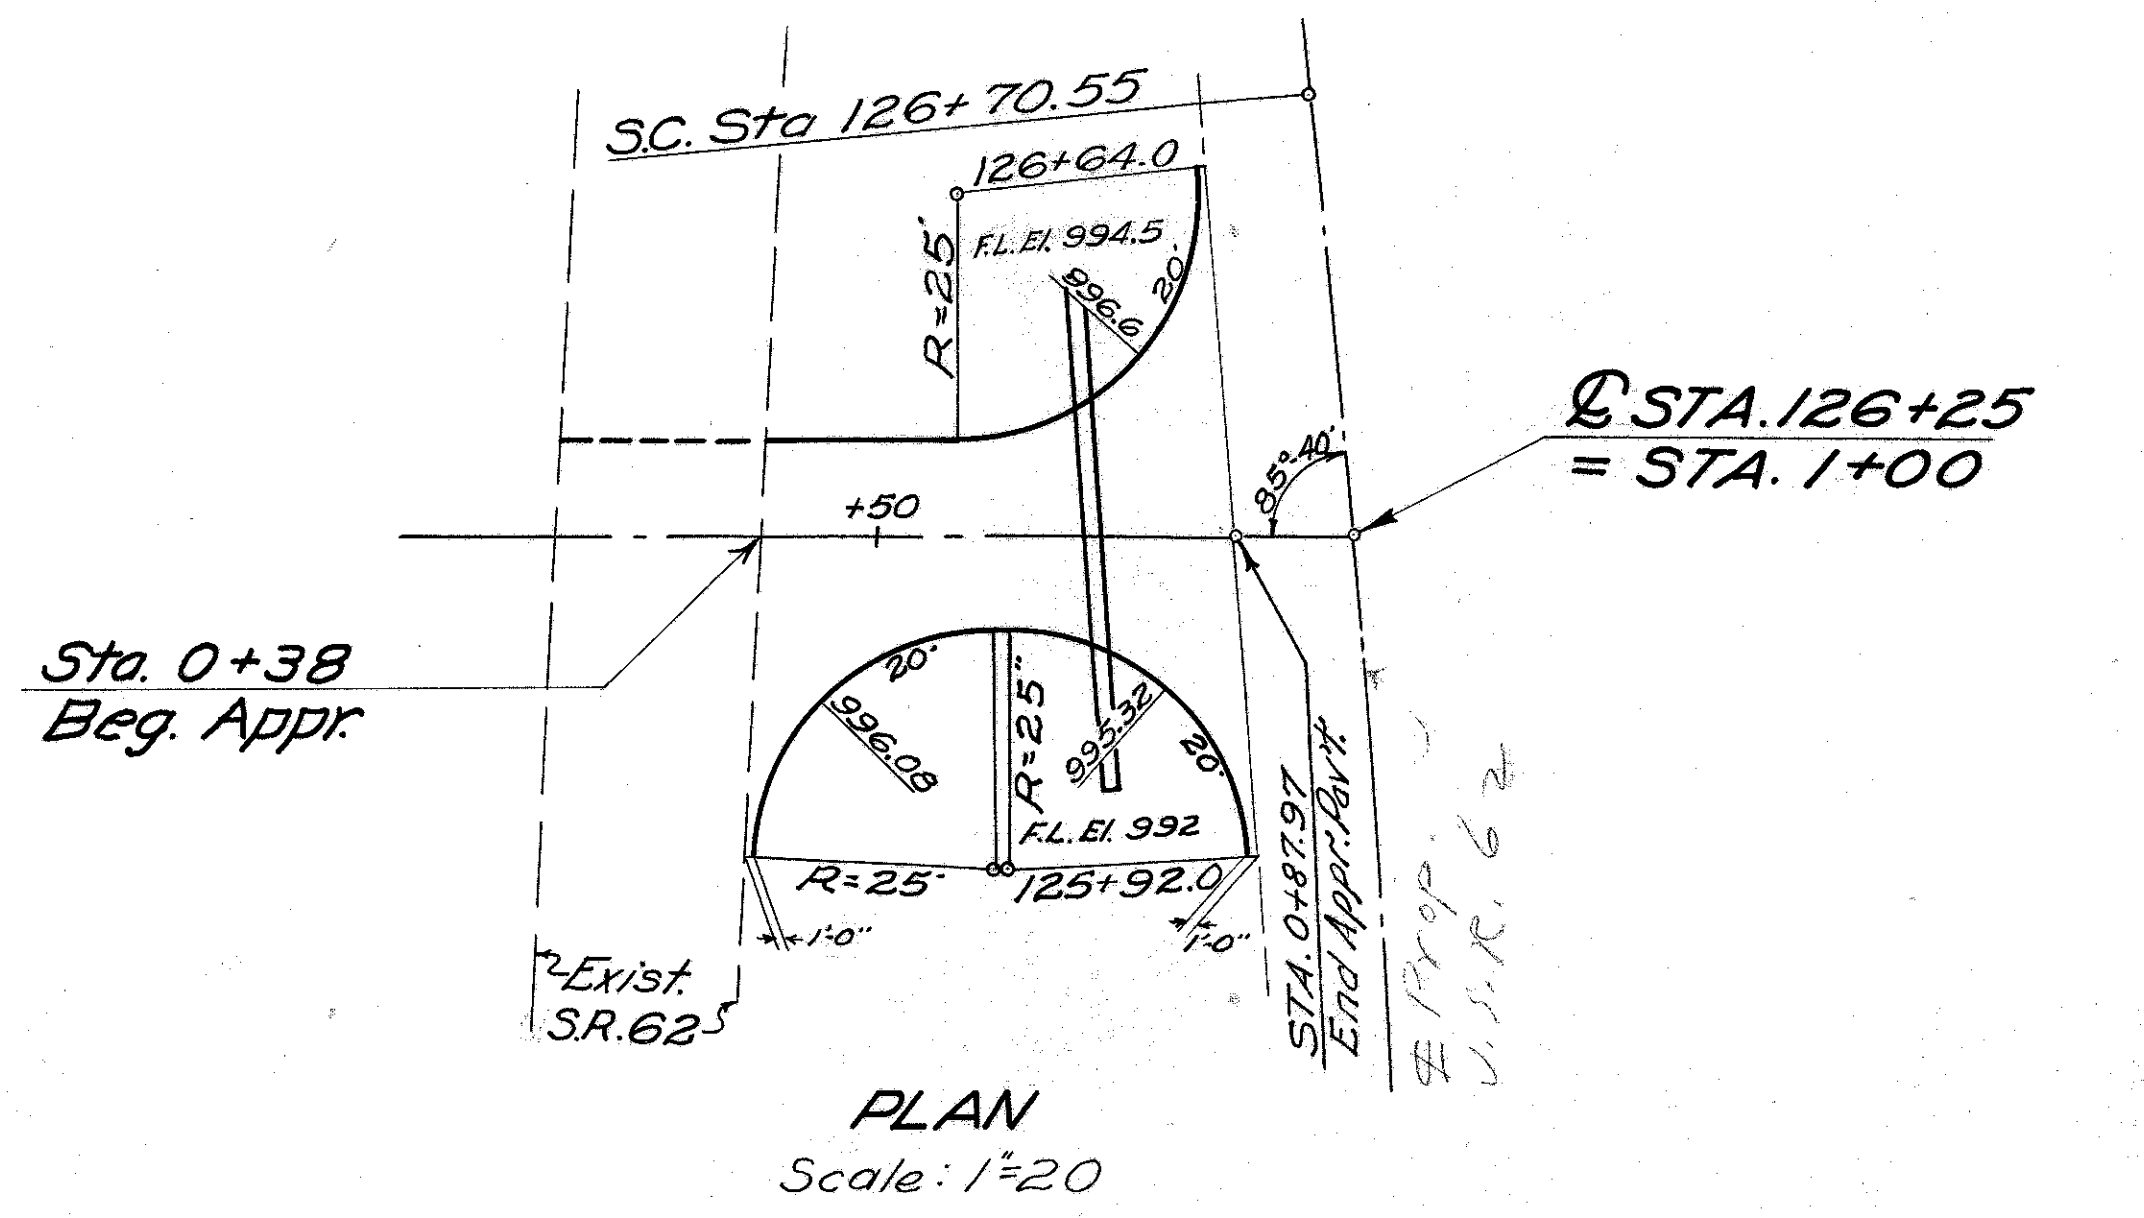 S.C. Sta 126+70.55
126+64.0
R=25'
F.L. El. 994.5
996.6
20'
℄ STA. 126+25
= STA. 1+00
85°-40'
+50
Sta. 0+38
Beg. Appr.
20'
996.08
R=25'
995.32
20'
F.L. El. 992
R=25'
125+92.0
1'-0"
1'-0"
STA. 0+87.97
End Appr. Pav't.
℄ Prop.
S.R. 62
Exist.
S.R. 62
PLAN
Scale: 1"=20